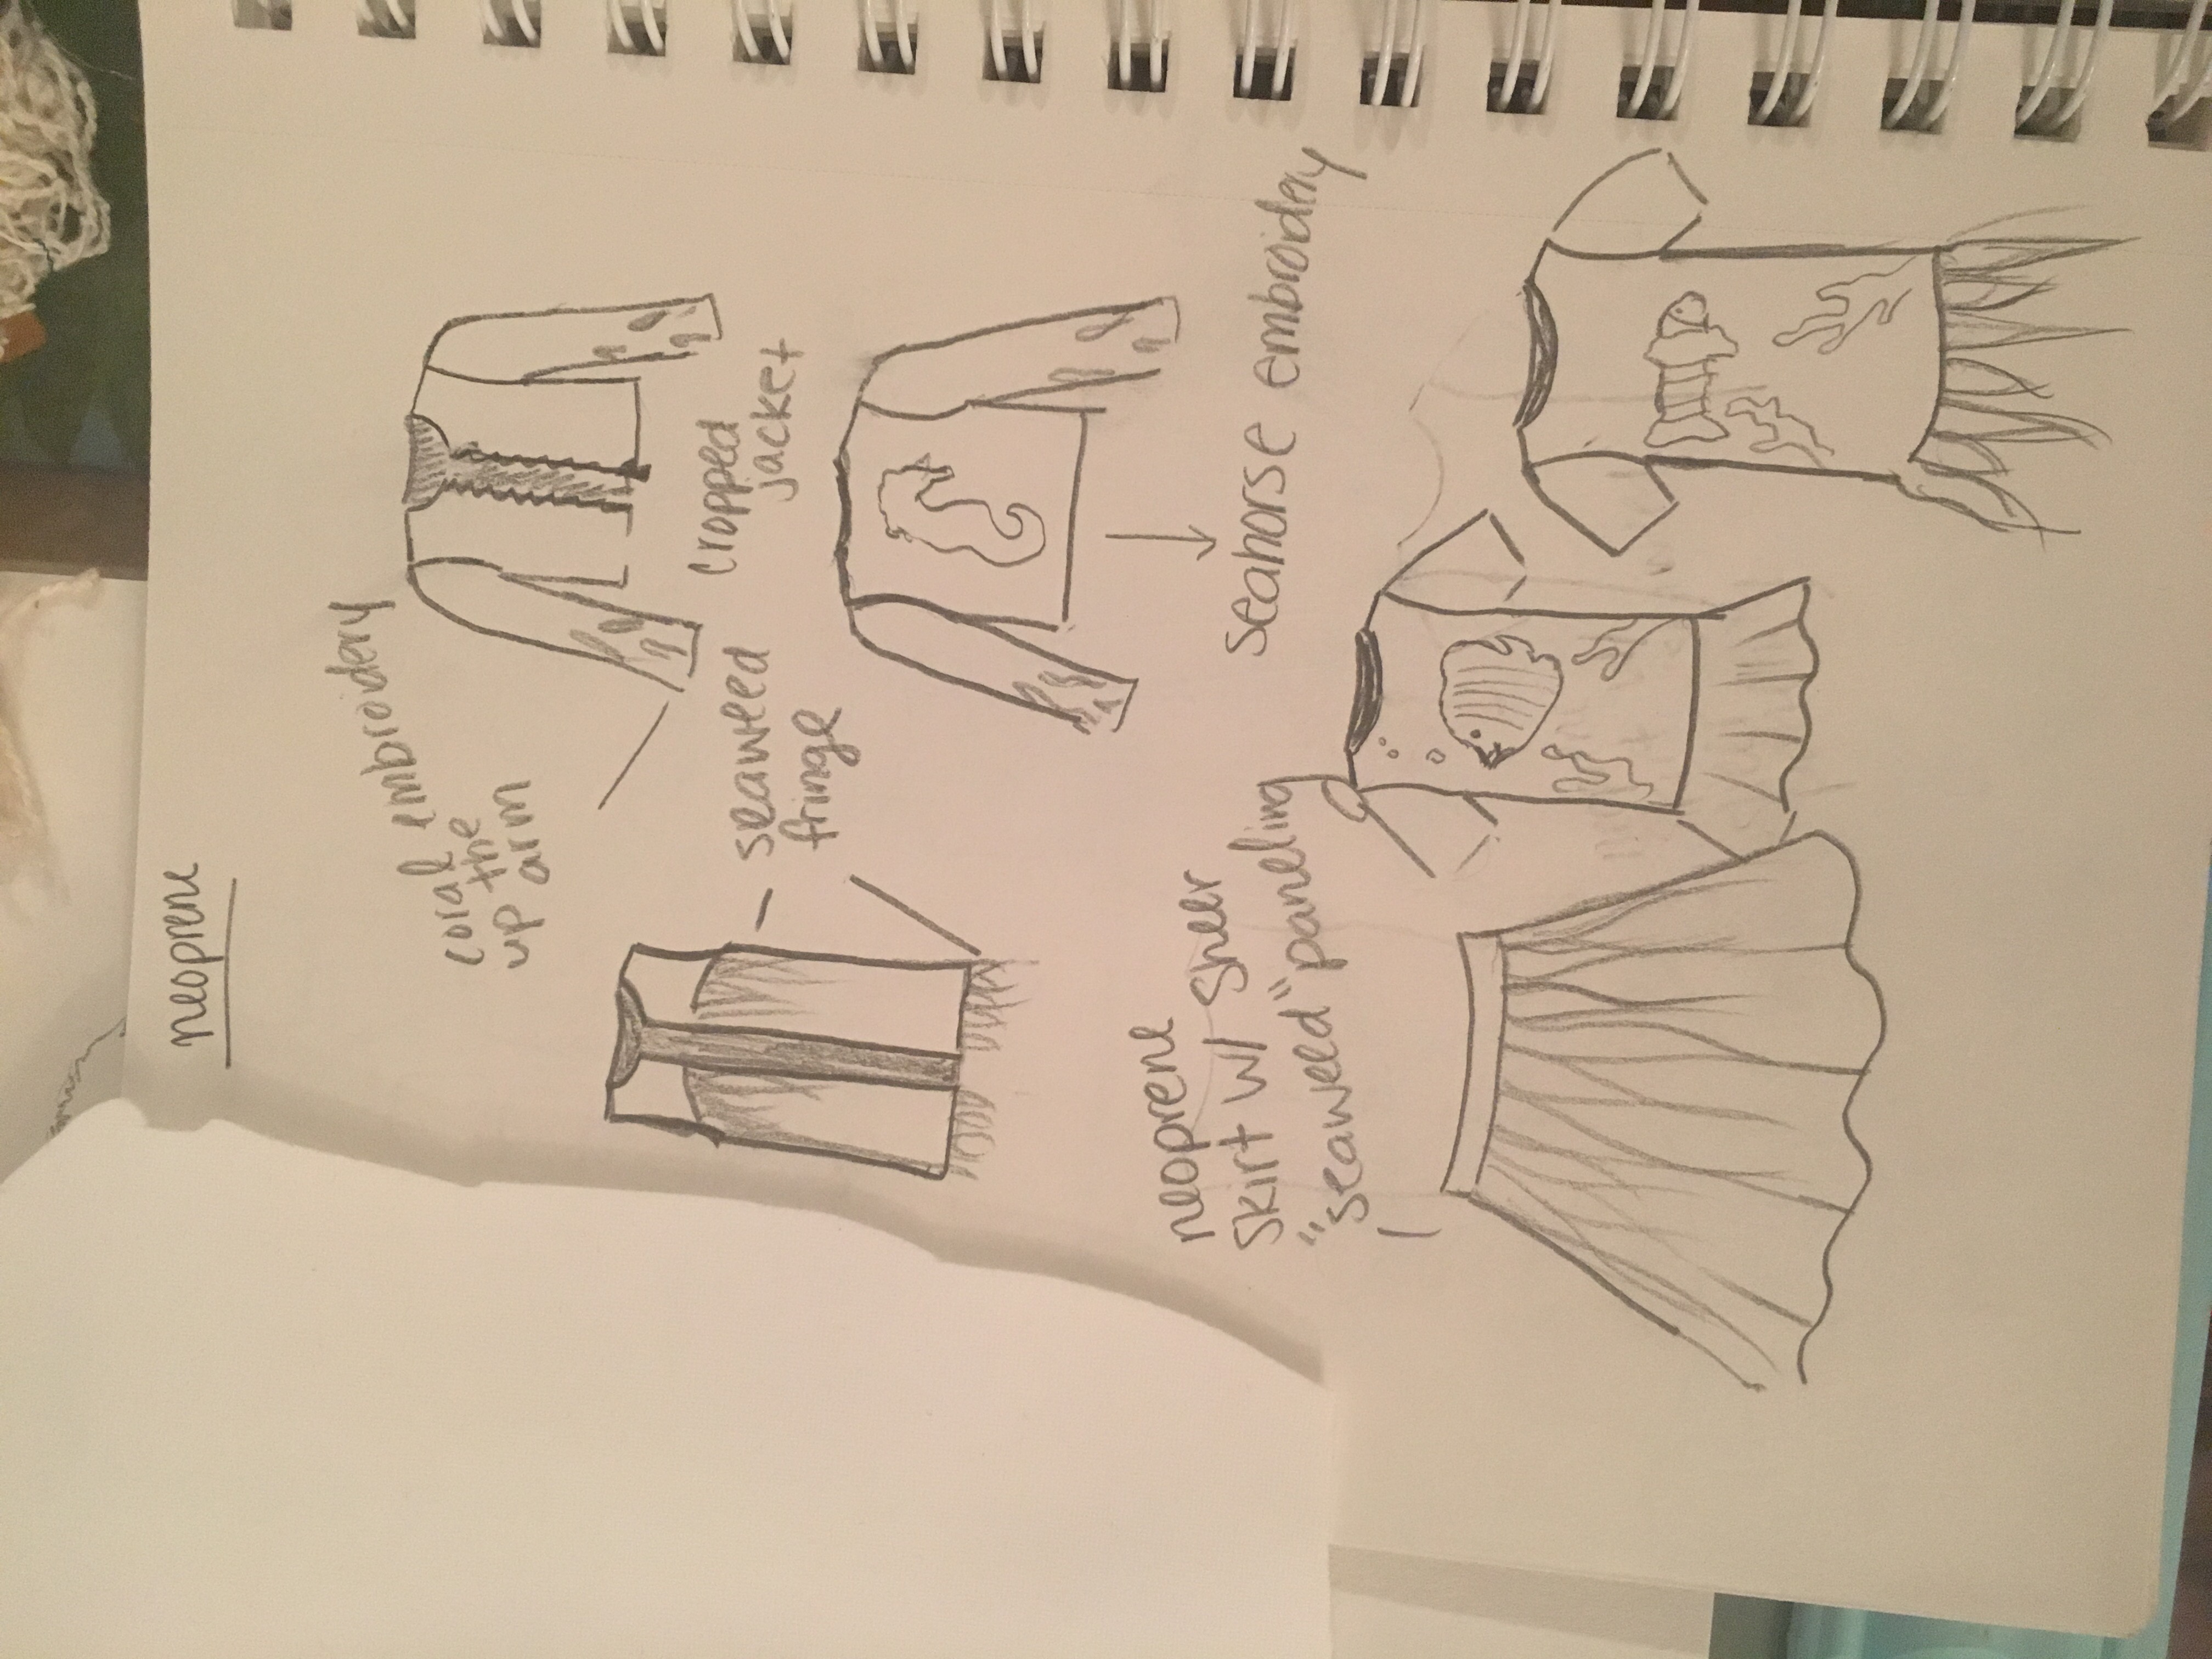 neoprene
coral embroidery
up the
arm
cropped
jacket
seaweed
fringe
neoprene
skirt w/ sheer
"seaweed" paneling
seahorse embroidery